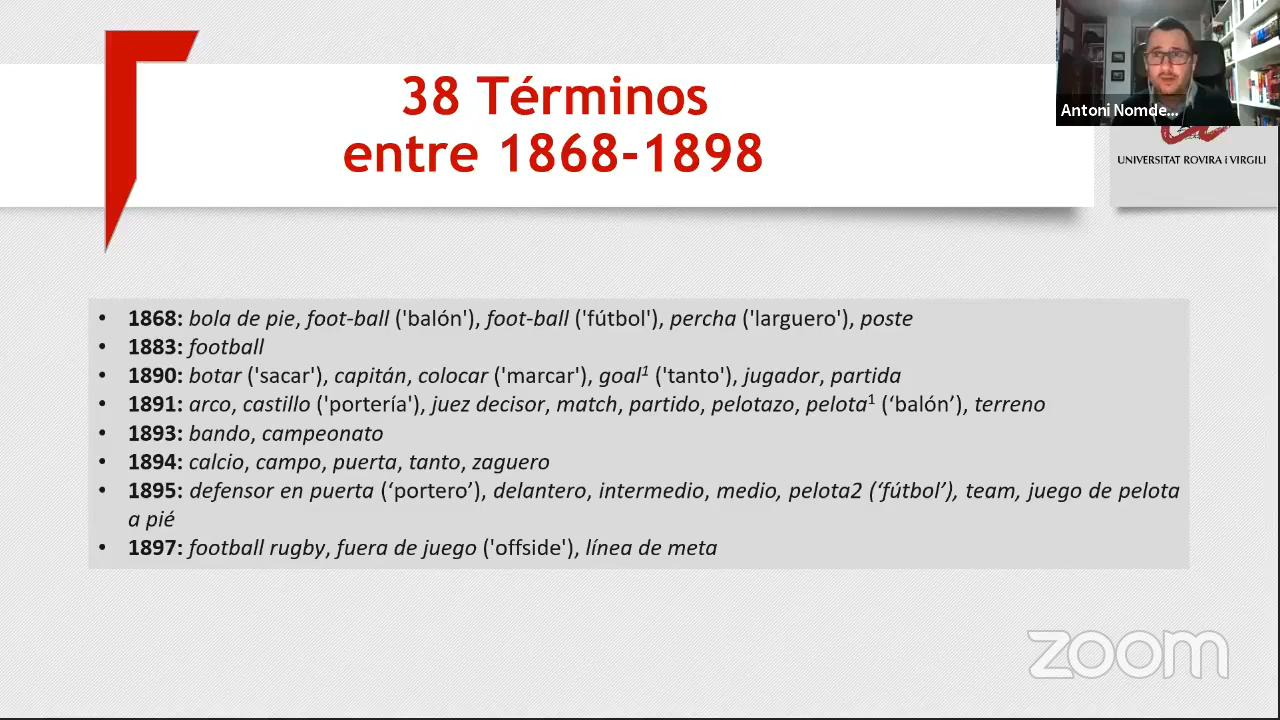 38 Términos
entre 1868-1898
Antoni Nomde...
UNIVERSITAT ROVIRA i VIRGILI
• 1868: bola de pie, foot-ball ('balón'), foot-ball ('fútbol'), percha ('larguero'), poste
• 1883: football
• 1890: botar ('sacar'), capitán, colocar ('marcar'), goal¹ ('tanto'), jugador, partida
• 1891: arco, castillo ('portería'), juez decisor, match, partido, pelotazo, pelota¹ (‘balón’), terreno
• 1893: bando, campeonato
• 1894: calcio, campo, puerta, tanto, zaguero
• 1895: defensor en puerta (‘portero’), delantero, intermedio, medio, pelota2 (‘fútbol’), team, juego de pelota
a pié
• 1897: football rugby, fuera de juego ('offside'), línea de meta
zoom